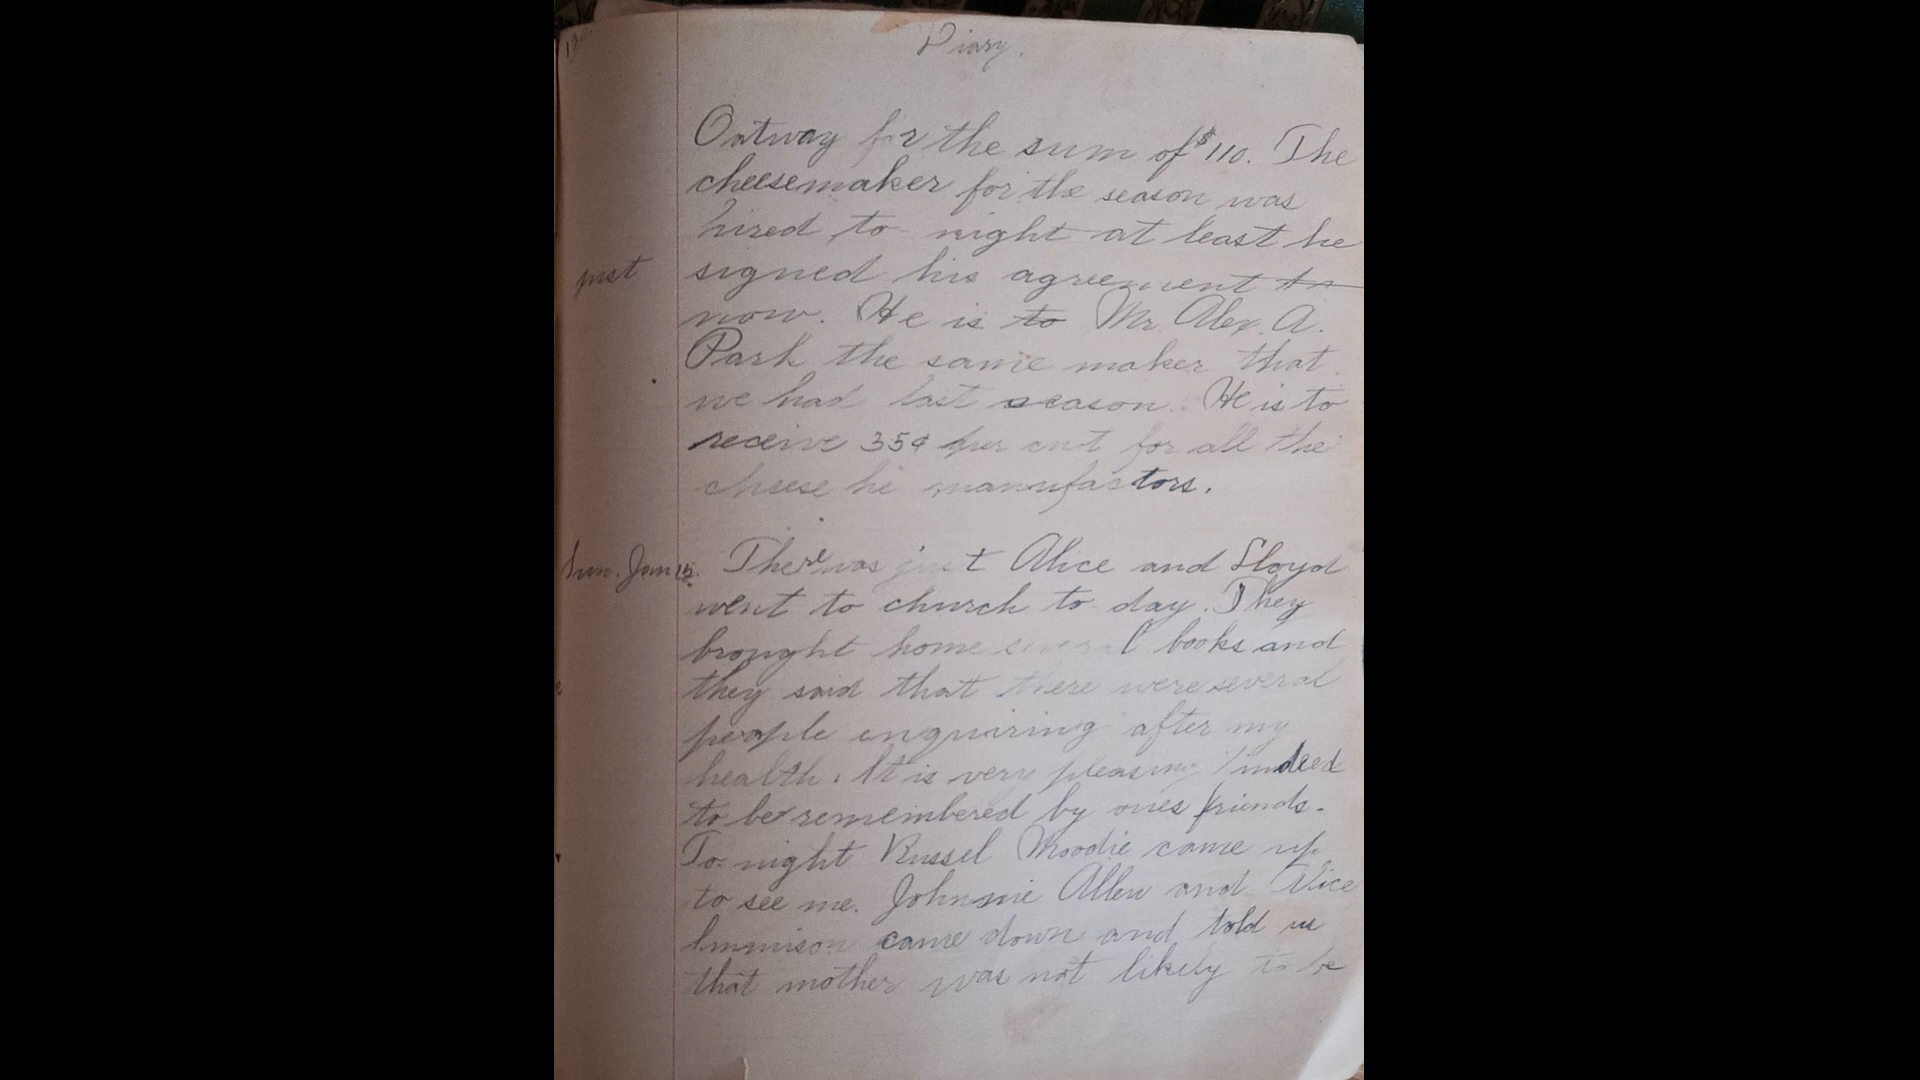 Diary.
Oatway for the sum of $110. The
cheesemaker for the season was
hired to night at least he
just signed his agreement to
now. He is to Mr. Alex. A.
Park the same maker that
we had last season. He is to
receive 35¢ per cwt for all the
cheese he manufactors.
Sun. Jan 15. There was just Alice and Lloyd
went to church to day. They
brought home several books and
they said that there were several
people enquiring after my
health. It is very pleasing indeed
to be remembered by ones friends.
To-night Russel Moodie came up
to see me. Johnnie Allen and Alice
came down and told us
that mother was not likely to be